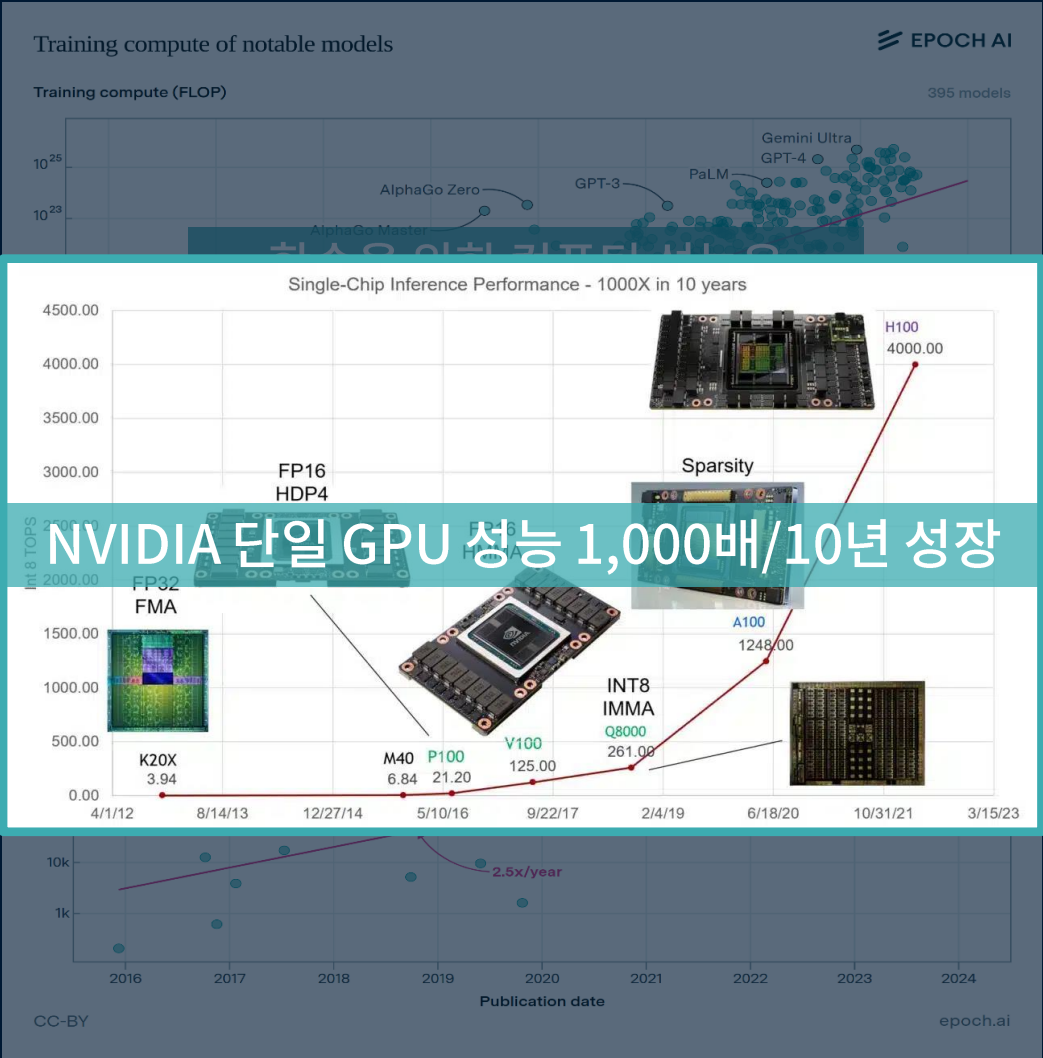 Training compute of notable models
EPOCH AI
Training compute (FLOP)
395 models
10^25
10^23
Gemini Ultra
GPT-4
PaLM
GPT-3
AlphaGo Zero
AlphaGo Master
Single-Chip Inference Performance - 1000X in 10 years
4500.00
4000.00
3500.00
3000.00
2500.00
2000.00
1500.00
1000.00
500.00
0.00
Int 8 TOPS
H100
4000.00
Sparsity
FP16
HDP4
NVIDIA 단일 GPU 성능 1,000배/10년 성장
FP32
FMA
A100
1248.00
INT8
IMMA
Q8000
261.00
V100
125.00
P100
21.20
M40
6.84
K20X
3.94
4/1/12
8/14/13
12/27/14
5/10/16
9/22/17
2/4/19
6/18/20
10/31/21
3/15/23
10k
1k
2.5x/year
2016
2017
2018
2019
2020
2021
2022
2023
2024
Publication date
CC-BY
epoch.ai